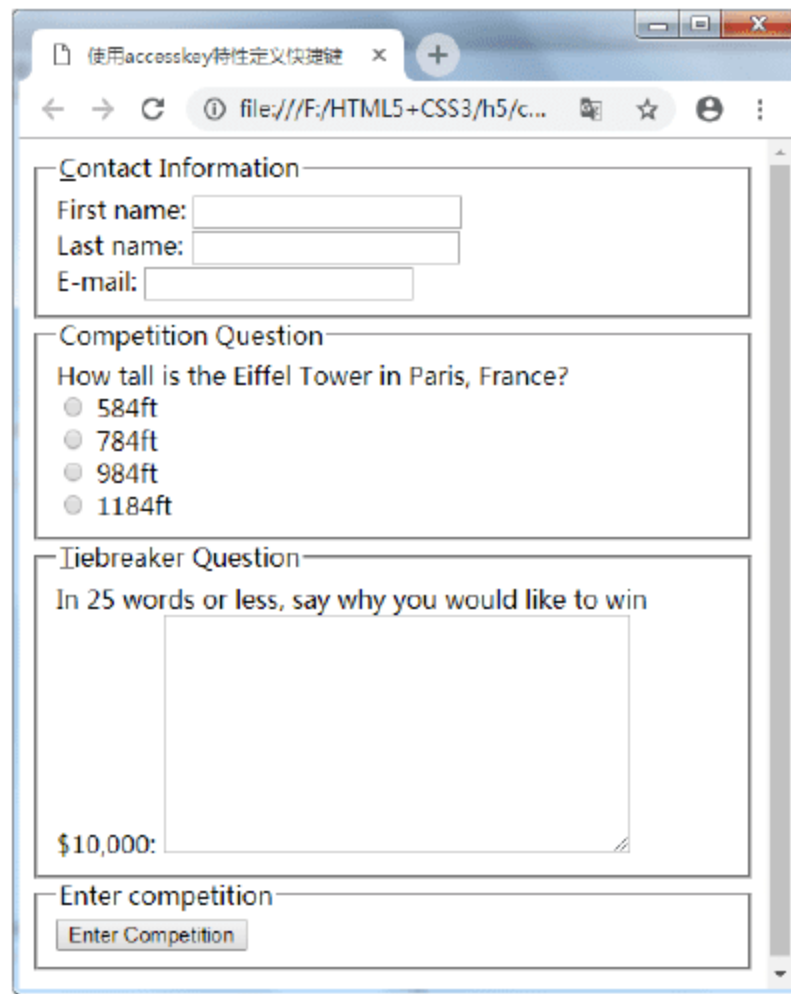 使用accesskey特性定义快捷键
file:///F:/HTML5+CSS3/h5/c...
Contact Information
First name:
Last name:
E-mail:
Competition Question
How tall is the Eiffel Tower in Paris, France?
584ft
784ft
984ft
1184ft
Tiebreaker Question
In 25 words or less, say why you would like to win
$10,000:
Enter competition
Enter Competition